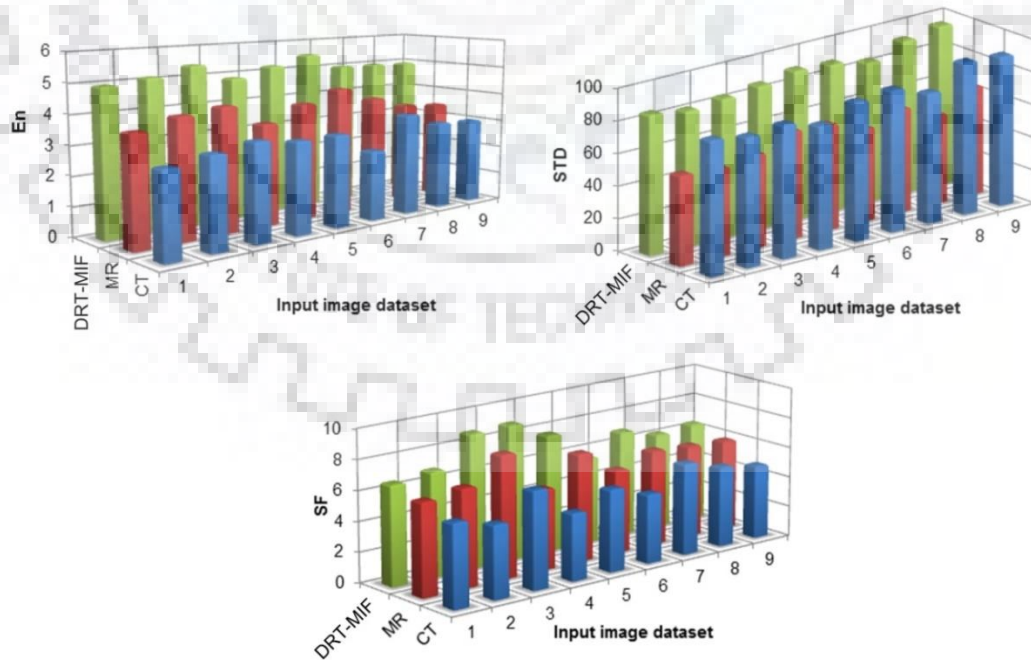 6
5
4
3
2
1
0
En
DRT-MIF
MR
CT
1 2 3 4 5 6 7 8 9
Input image dataset
100
80
60
40
20
0
STD
DRT-MIF
MR
CT
1 2 3 4 5 6 7 8 9
Input image dataset
10
8
6
4
2
0
SF
DRT-MIF
MR
CT
1 2 3 4 5 6 7 8 9
Input image dataset